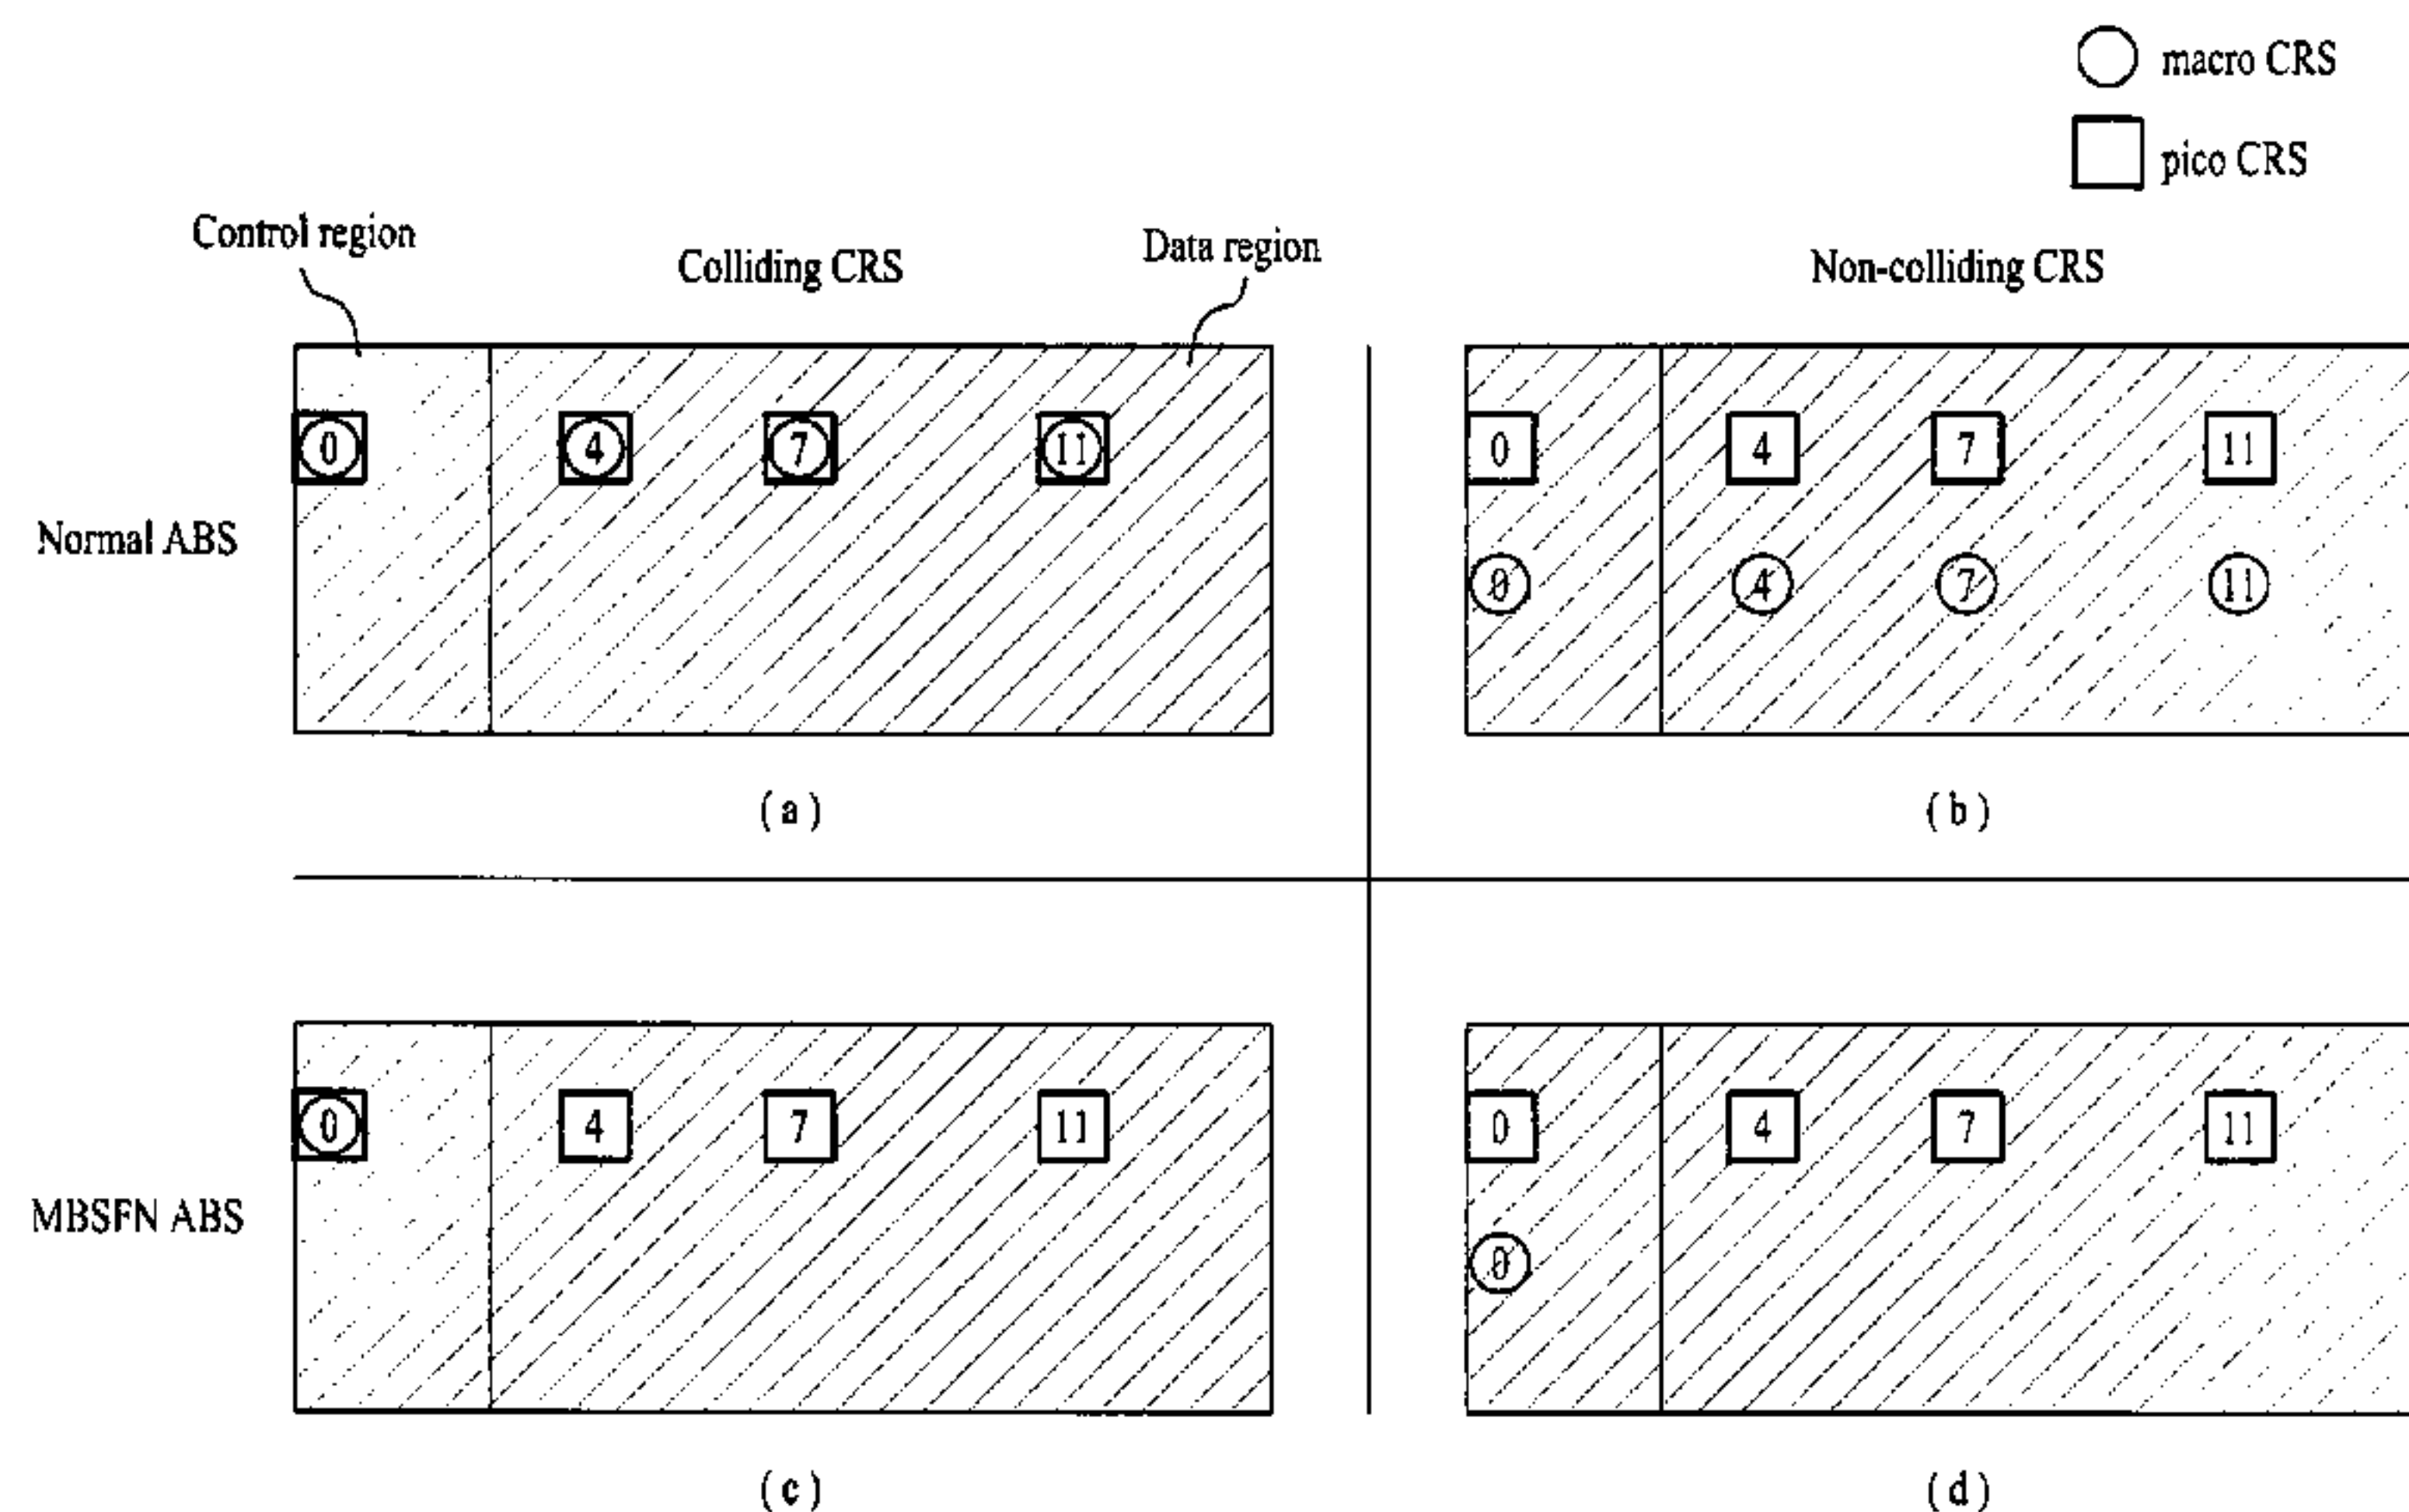 macro CRS
pico CRS
Control region
Colliding CRS
Data region
Non-colliding CRS
Normal ABS
0 4 7 11
0 4 7 11
0 4 7 11
( a )
( b )
MBSFN ABS
0 4 7 11
0 4 7 11
0
( c )
( d )